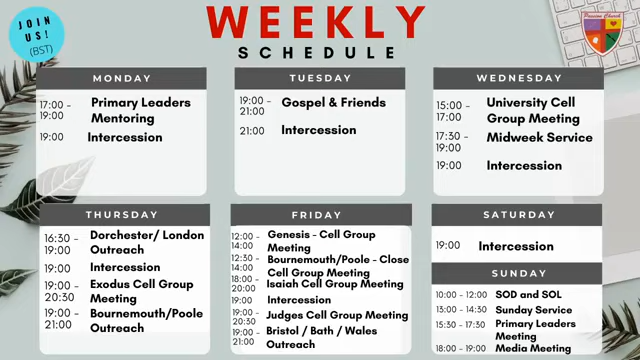 JOIN
US!
(BST)
WEEKLY
SCHEDULE
Passion Church
MONDAY
17:00 - 19:00 Primary Leaders Mentoring
19:00 Intercession
TUESDAY
19:00 - 21:00 Gospel & Friends
21:00 Intercession
WEDNESDAY
15:00 - 17:00 University Cell Group Meeting
17:30 - 19:00 Midweek Service
19:00 Intercession
THURSDAY
16:30 - 19:00 Dorchester/ London Outreach
19:00 Intercession
19:00 - 20:30 Exodus Cell Group Meeting
19:00 - 21:00 Bournemouth/Poole Outreach
FRIDAY
12:00 - 14:00 Genesis - Cell Group Meeting
12:30 - 14:00 Bournemouth/Poole - Close Cell Group Meeting
18:00 - 20:00 Isaiah Cell Group Meeting
19:00 Intercession
19:00 - 20:30 Judges Cell Group Meeting
19:00 - 21:00 Bristol / Bath / Wales Outreach
SATURDAY
19:00 Intercession
SUNDAY
10:00 - 12:00 SOD and SOL
13:00 - 14:30 Sunday Service
15:30 - 17:30 Primary Leaders Meeting
18:00 - 19:00 Media Meeting